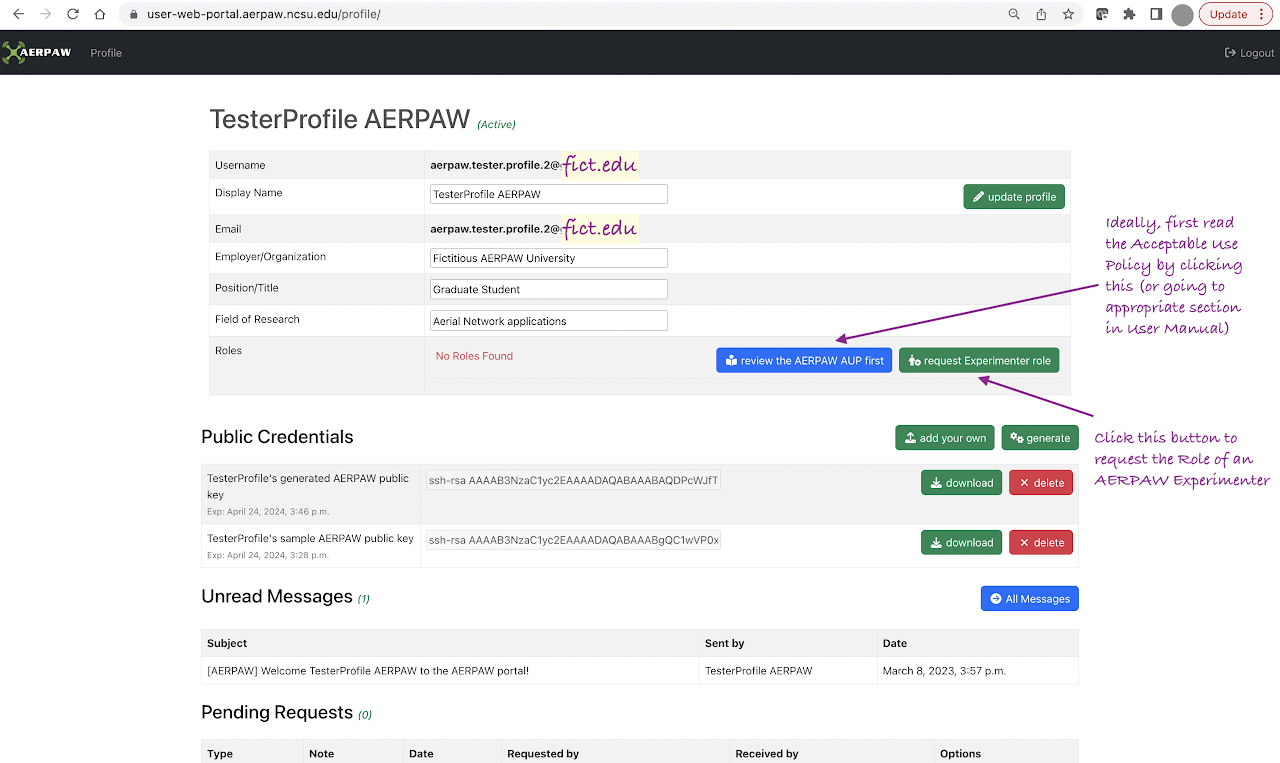 user-web-portal.aerpaw.ncsu.edu/profile/
Update
AERPAW
Profile
Logout
TesterProfile AERPAW (Active)
Username
aerpaw.tester.profile.2@fict.edu
Display Name
TesterProfile AERPAW
update profile
Email
aerpaw.tester.profile.2@fict.edu
Employer/Organization
Fictitious AERPAW University
Position/Title
Graduate Student
Field of Research
Aerial Network applications
Roles
No Roles Found
review the AERPAW AUP first
request Experimenter role
Ideally, first read
the Acceptable Use
Policy by clicking
this (or going to
appropriate section
in User Manual)
Click this button to
request the Role of an
AERPAW Experimenter
Public Credentials
add your own
generate
TesterProfile's generated AERPAW public
key
Exp: April 24, 2024, 3:46 p.m.
ssh-rsa AAAAB3NzaC1yc2EAAAADAQABAAABAQDPcWJfT
download
delete
TesterProfile's sample AERPAW public key
Exp: April 24, 2024, 3:28 p.m.
ssh-rsa AAAAB3NzaC1yc2EAAAADAQABAAABgQC1wVP0x
download
delete
Unread Messages (1)
All Messages
Subject
Sent by
Date
[AERPAW] Welcome TesterProfile AERPAW to the AERPAW portal!
TesterProfile AERPAW
March 8, 2023, 3:57 p.m.
Pending Requests (0)
Type
Note
Date
Requested by
Received by
Options